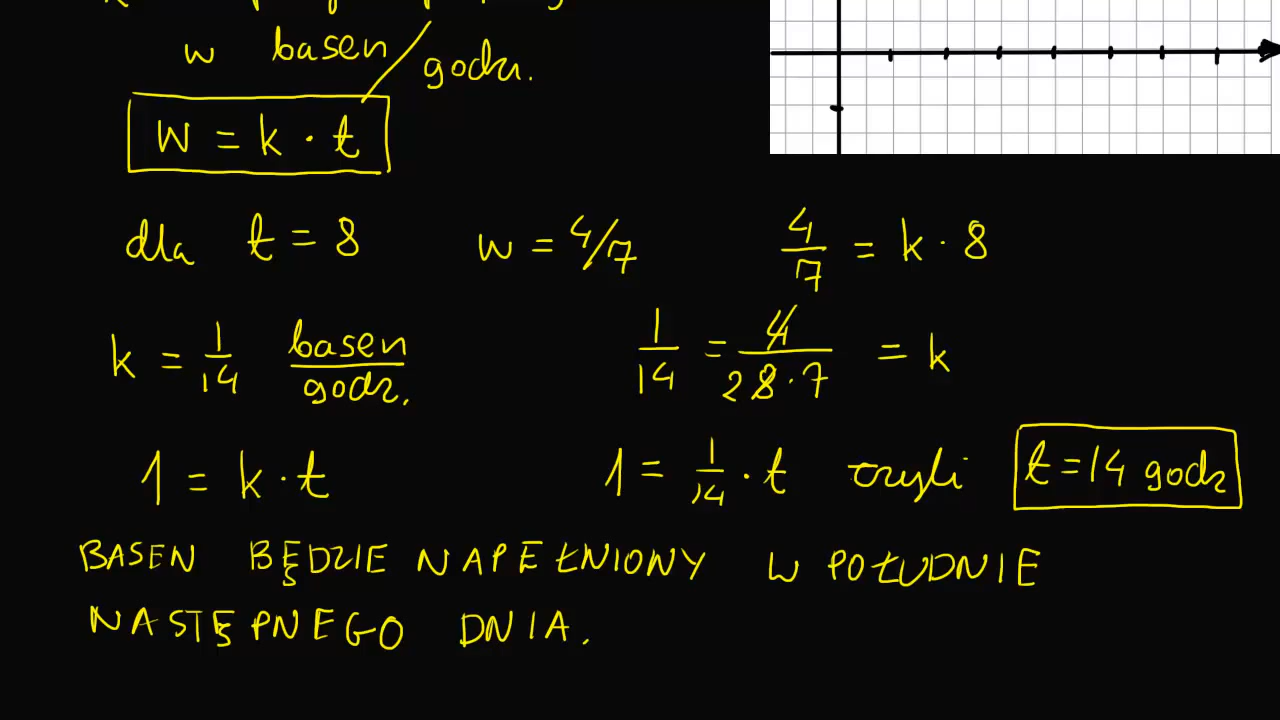 w basen/godz.
W = k · t
dla t = 8 w = 4/7 4/7 = k · 8
k = 1/14 basen/godz. 1/14 = 4/28·7 = k
1 = k · t 1 = 1/14 · t czyli t = 14 godz
BASEN BĘDZIE NAPEŁNIONY W POŁUDNIE
NASTĘPNEGO DNIA.